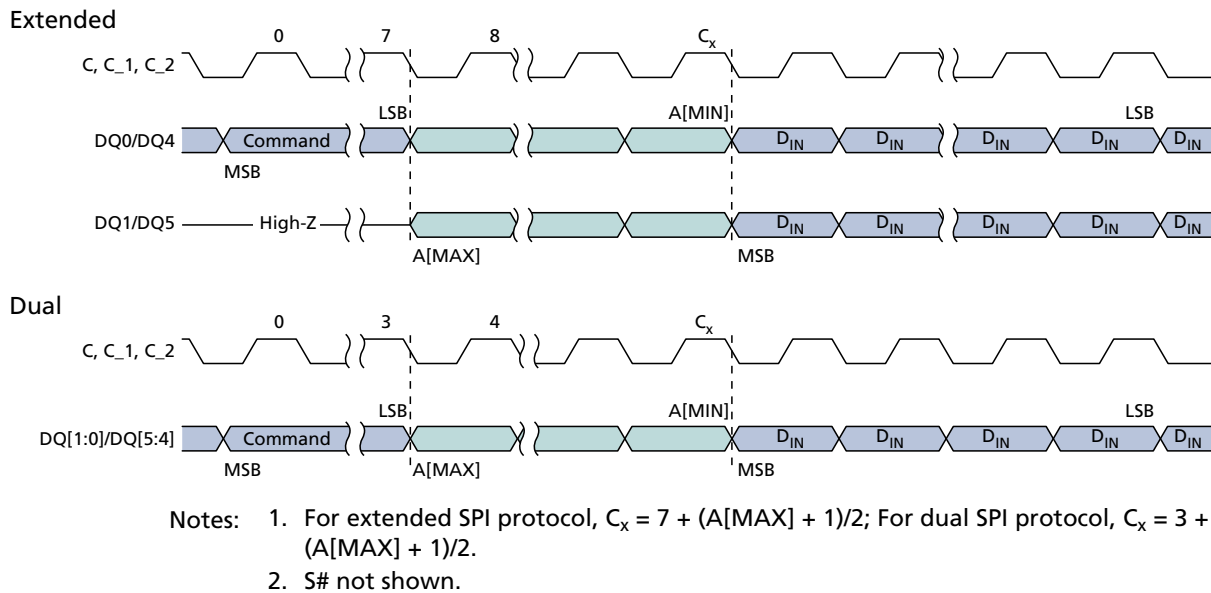 Extended
0 7 8 Cx
C, C_1, C_2
LSB A[MIN] LSB
DQ0/DQ4 Command DIN DIN DIN DIN DIN
MSB
DQ1/DQ5 High-Z DIN DIN DIN DIN DIN
A[MAX] MSB
Dual
0 3 4 Cx
C, C_1, C_2
LSB A[MIN] LSB
DQ[1:0]/DQ[5:4] Command DIN DIN DIN DIN DIN
MSB A[MAX] MSB
Notes: 1. For extended SPI protocol, Cx = 7 + (A[MAX] + 1)/2; For dual SPI protocol, Cx = 3 +
(A[MAX] + 1)/2.
2. S# not shown.